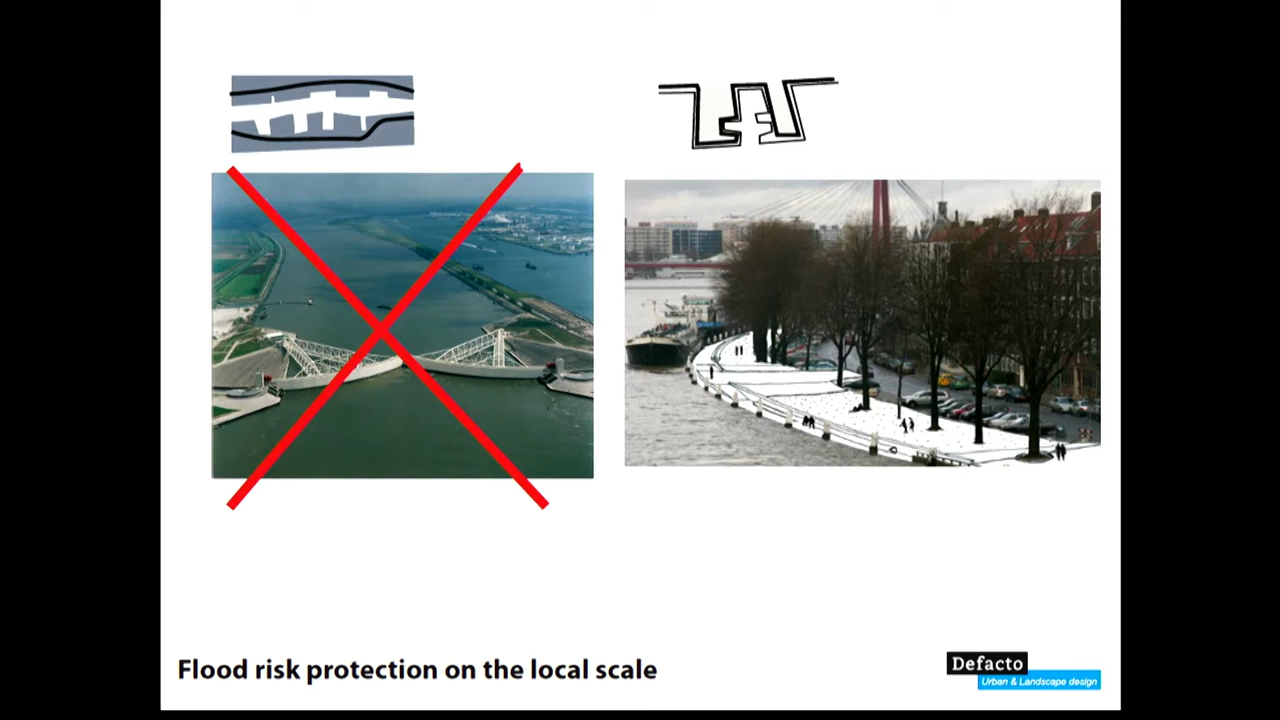 Flood risk protection on the local scale
Defacto
Urban & Landscape design